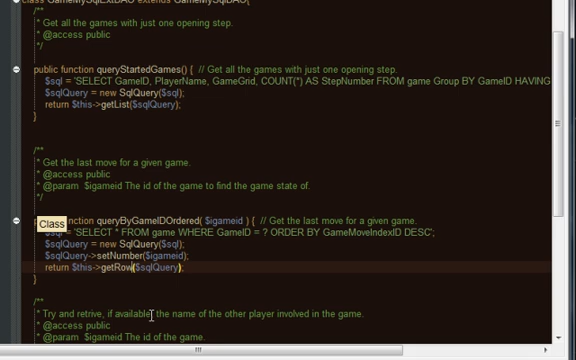 class GameMySqlExtDAO extends GameMySqlDAO{
/**
* Get all the games with just one opening step.
* @access public
*/
public function queryStartedGames() {  // Get all the games with just one opening step.
$sql = 'SELECT GameID, PlayerName, GameGrid, COUNT(*) AS StepNumber FROM game Group By GameID HAVING
$sqlQuery = new SqlQuery($sql);
return $this->getList($sqlQuery);
}
/**
* Get the last move for a given game.
* @access public
* @param  $igameid The id of the game to find the game state of.
*/
nction queryByGameIDOrdered( $igameid ) {  // Get the last move for a given game.
Class
$sql = 'SELECT * FROM game WHERE GameID = ? ORDER BY GameMoveIndexID DESC';
$sqlQuery = new SqlQuery($sql);
$sqlQuery->setNumber($igameid);
return $this->getRow($sqlQuery);
}
/**
* Try and retrive, if available, the name of the other player involved in the game.
* @access public
* @param  $igameid The id of the game.